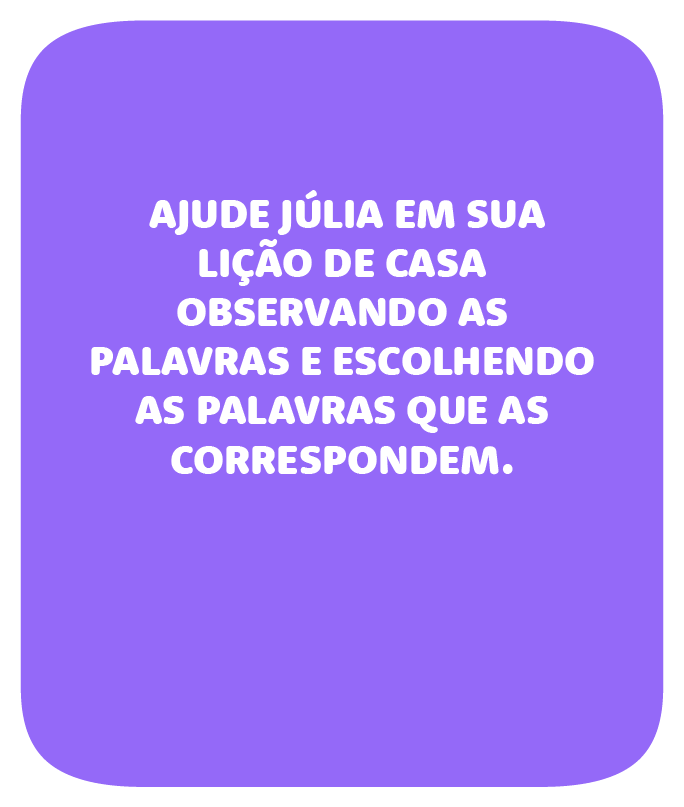 AJUDE JÚLIA EM SUA
LIÇÃO DE CASA
OBSERVANDO AS
PALAVRAS E ESCOLHENDO
AS PALAVRAS QUE AS
CORRESPONDEM.